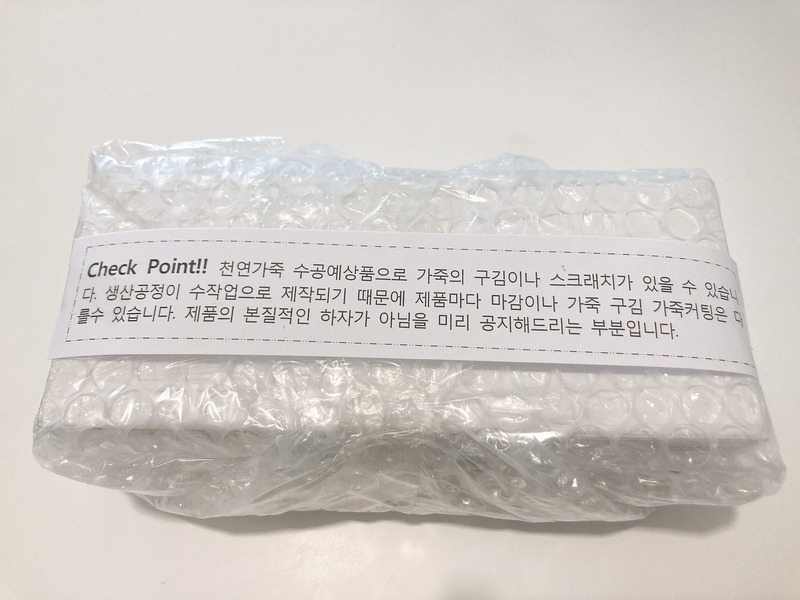 Check Point!! 천연가죽 수공예상품으로 가죽의 구김이나 스크래치가 있을 수 있습니
다. 생산공정이 수작업으로 제작되기 때문에 제품마다 마감이나 가죽 구김 가죽커팅은 다
를수 있습니다. 제품의 본질적인 하자가 아님을 미리 공지해드리는 부분입니다.